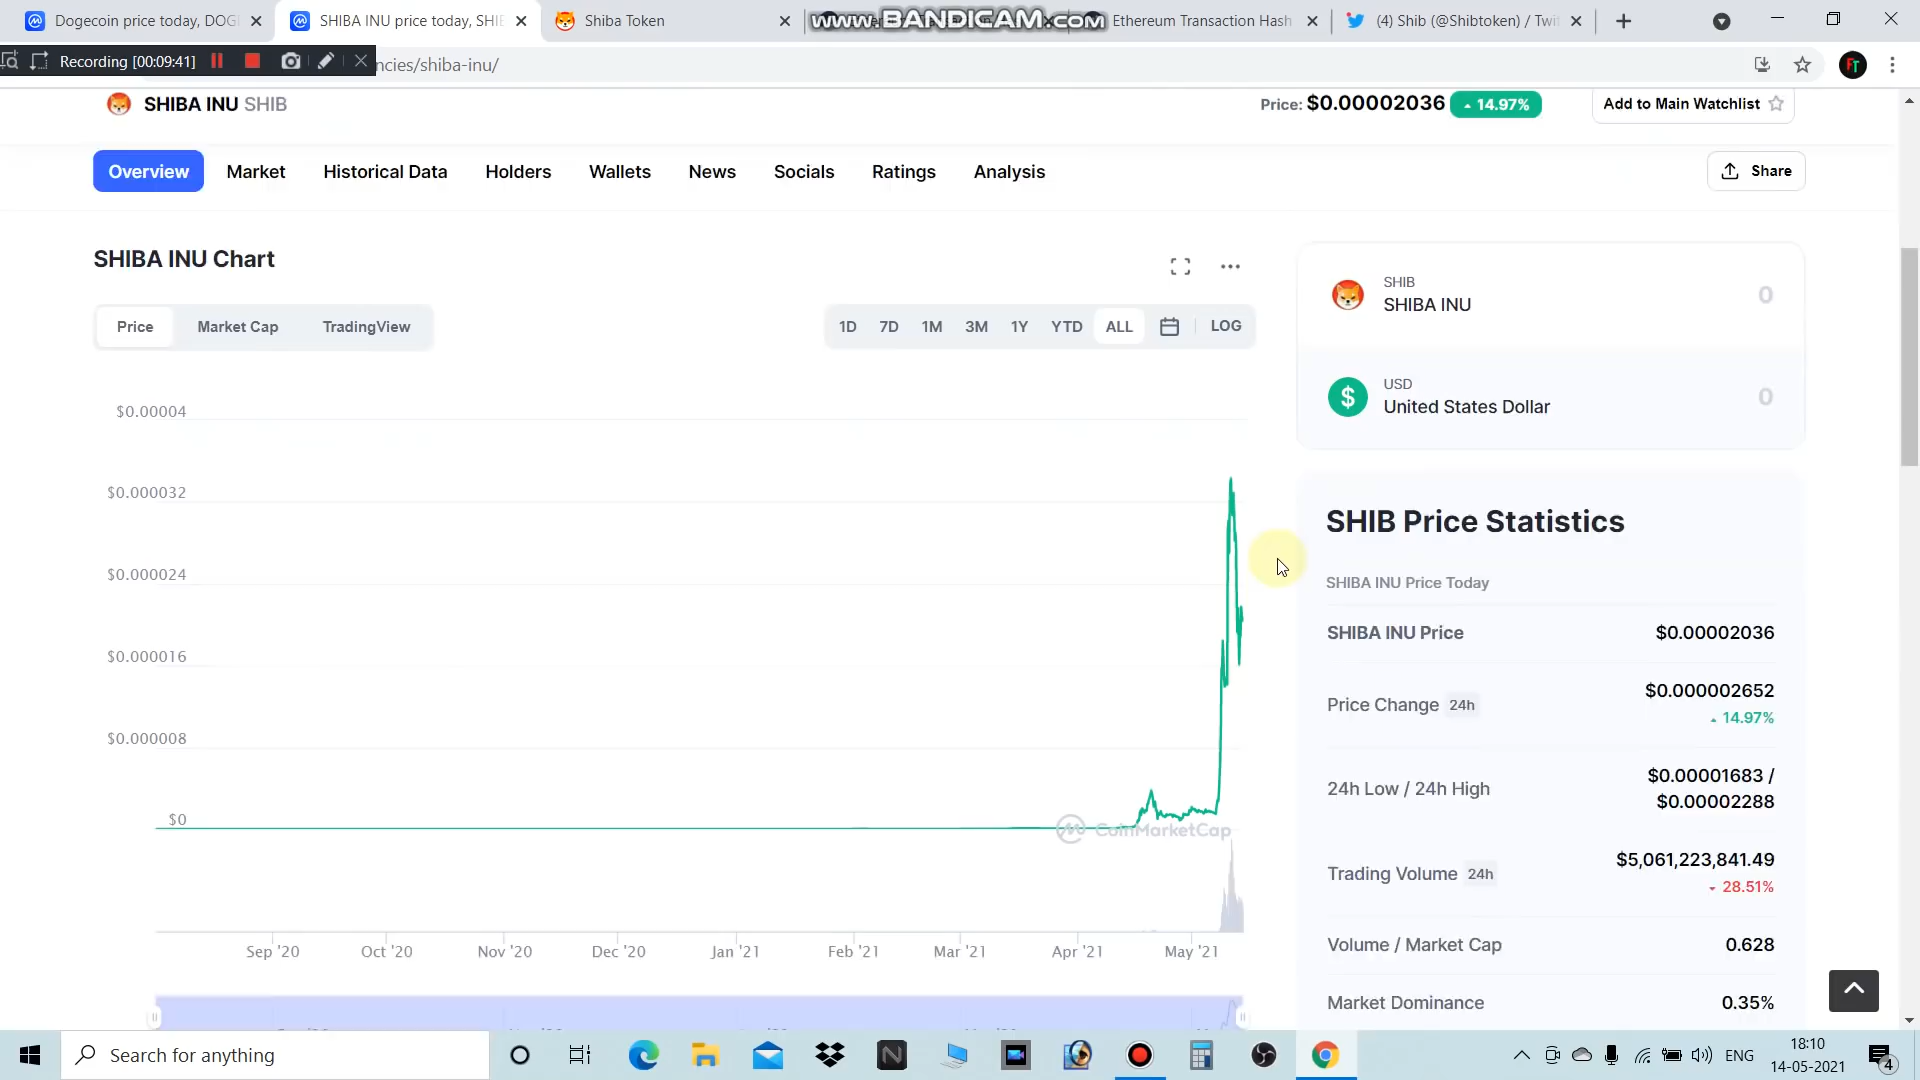 Dogecoin price today, DOGE
SHIBA INU price today, SHIE
Shiba Token
www.BANDICAM.com
Ethereum Transaction Hash
(4) Shib (@Shibtoken) / Twit
Recording [00:09:41]
ncies/shiba-inu/
SHIBA INU SHIB
Price: $0.00002036 14.97%
Add to Main Watchlist
Overview Market Historical Data Holders Wallets News Socials Ratings Analysis
Share
SHIBA INU Chart
Price Market Cap TradingView
1D 7D 1M 3M 1Y YTD ALL LOG
SHIB
SHIBA INU 0
USD
United States Dollar 0
$0.00004
$0.000032
$0.000024
$0.000016
$0.000008
$0
CoinMarketCap
Sep '20 Oct '20 Nov '20 Dec '20 Jan '21 Feb '21 Mar '21 Apr '21 May '21
SHIB Price Statistics
SHIBA INU Price Today
SHIBA INU Price $0.00002036
Price Change 24h $0.000002652
14.97%
24h Low / 24h High $0.00001683 /
$0.00002288
Trading Volume 24h $5,061,223,841.49
28.51%
Volume / Market Cap 0.628
Market Dominance 0.35%
Search for anything
ENG
18:10
14-05-2021
4